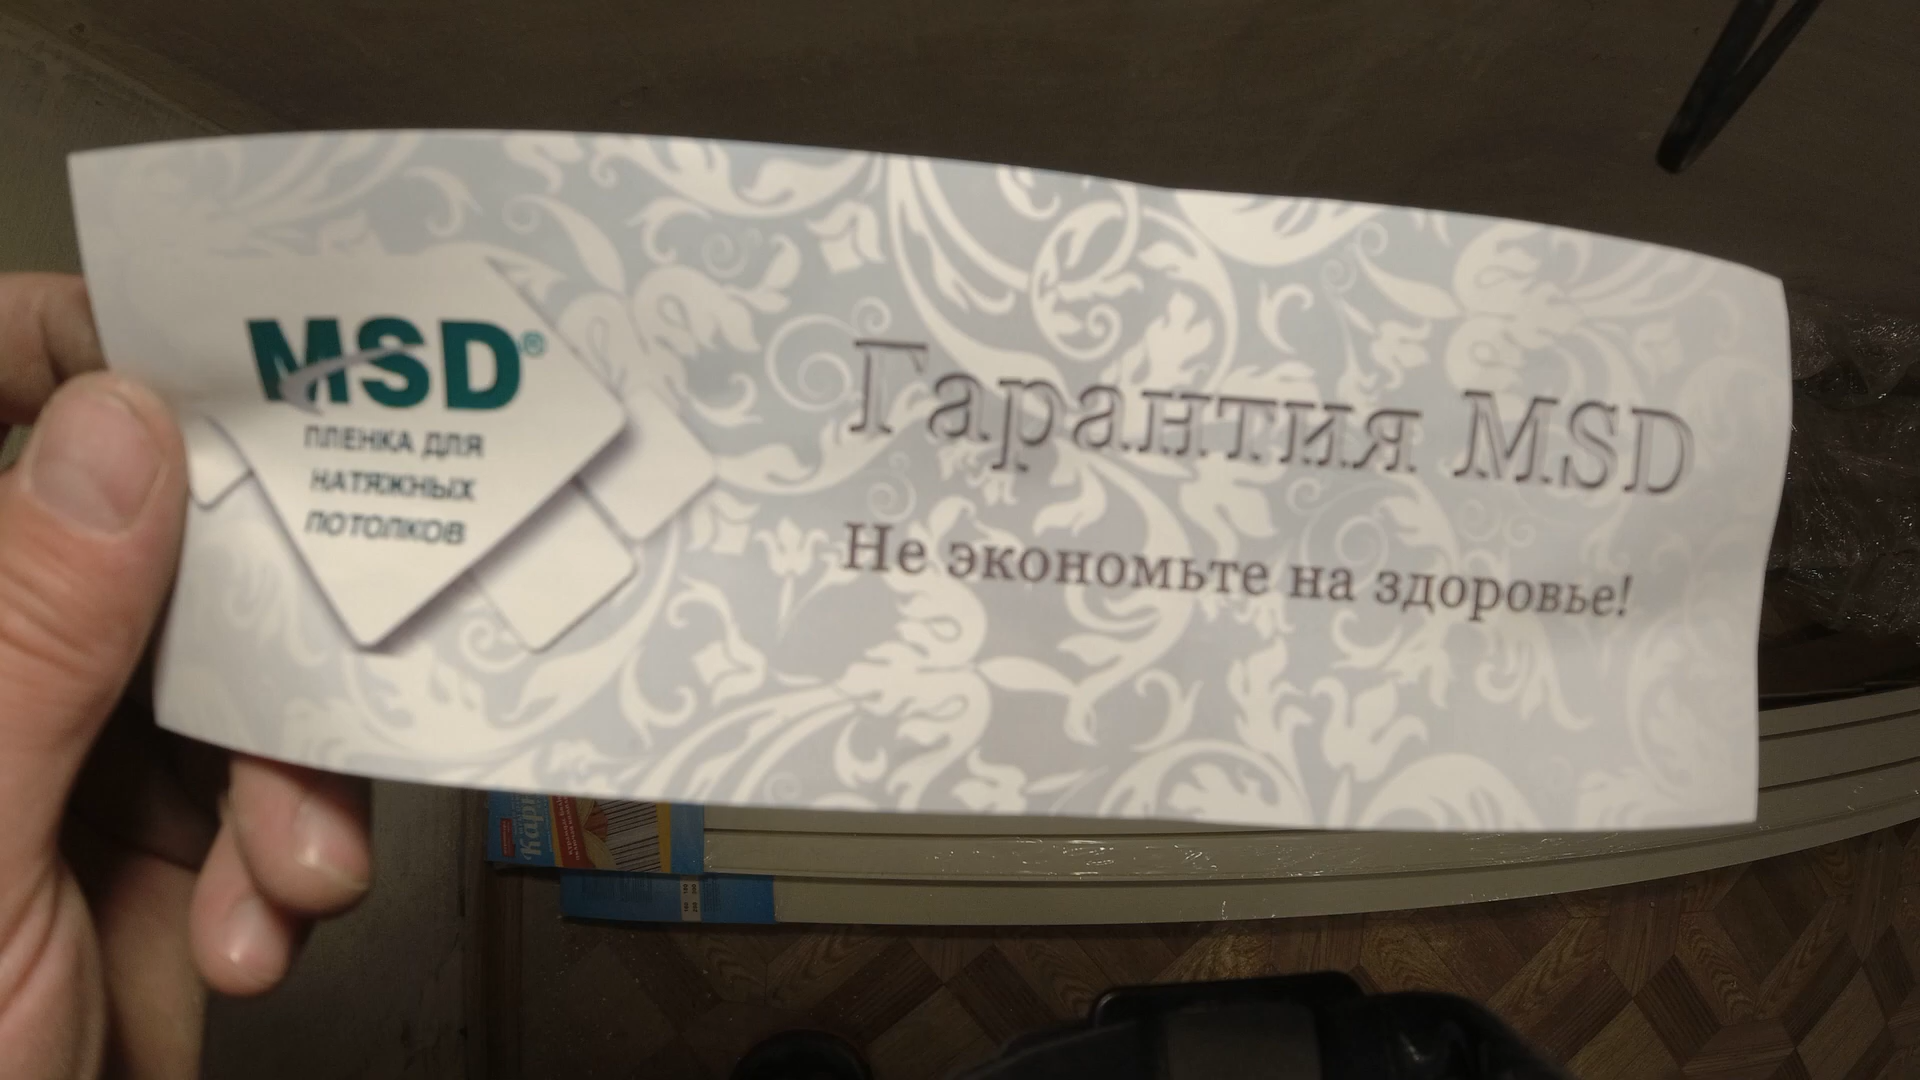 MSD®
ПЛЕНКА ДЛЯ
НАТЯЖНЫХ
ПОТОЛКОВ
Гарантия MSD
Не экономьте на здоровье!